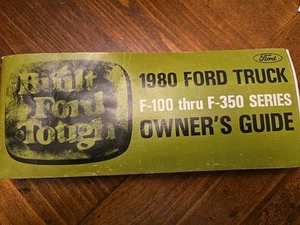 Ford
Built
Ford
Tough
1980 FORD TRUCK
F-100 thru F-350 SERIES
OWNER'S GUIDE